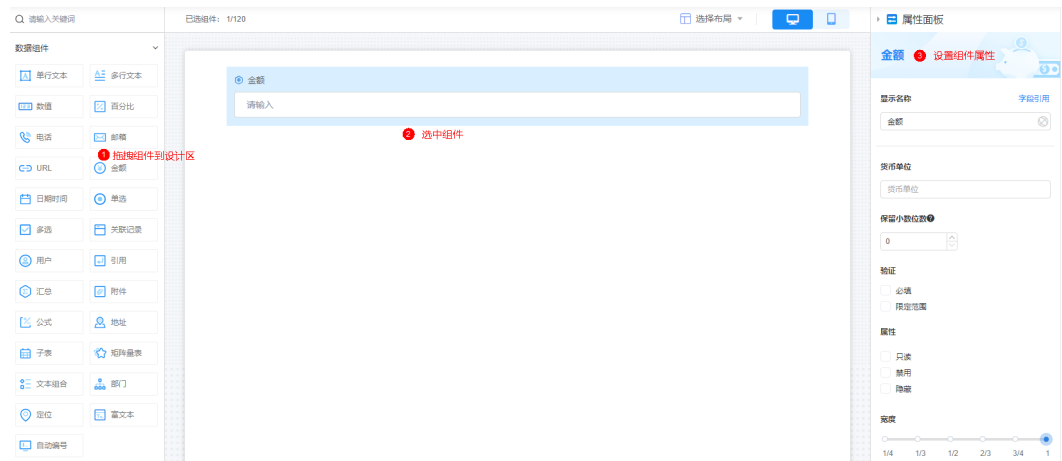 请输入关键词
已选组件： 1/120
选择布局
属性面板
数据组件
单行文本
多行文本
数值
百分比
电话
邮箱
1 拖拽组件到设计区
URL
金额
日期时间
单选
多选
关联记录
用户
引用
汇总
附件
公式
地址
子表
矩阵量表
文本组合
部门
定位
富文本
自动编号
金额
请输入
2 选中组件
金额 3 设置组件属性
显示名称 字段引用
金额
货币单位
货币单位
保留小数位数
0
验证
必填
限定范围
属性
只读
禁用
隐藏
宽度
1/4 1/3 1/2 2/3 3/4 1